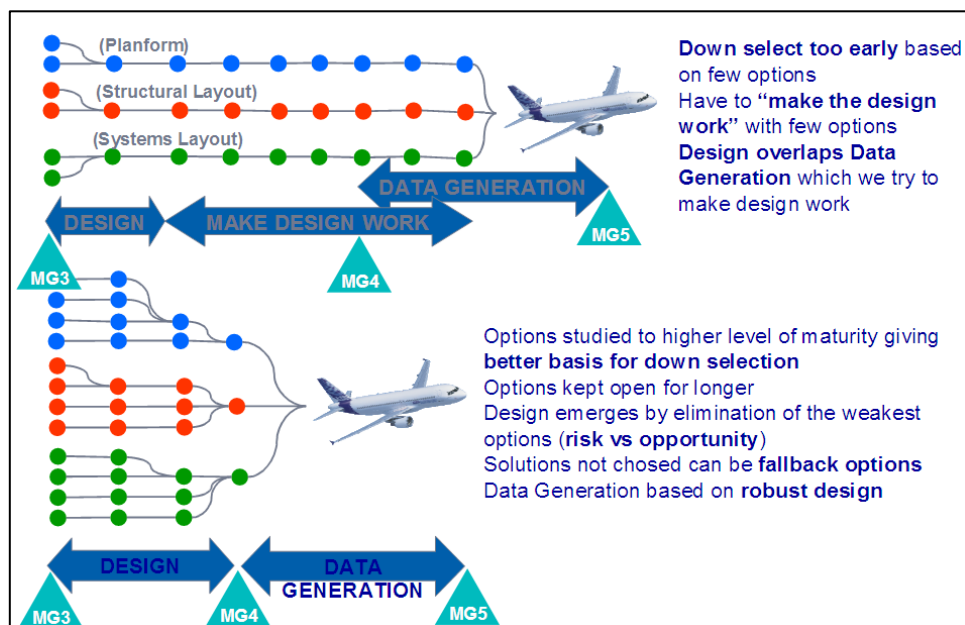 (Planform)
(Structural Layout)
(Systems Layout)
DATA GENERATION
DESIGN
MAKE DESIGN WORK
MG3
MG4
MG5
Down select too early based
on few options
Have to “make the design
work” with few options
Design overlaps Data
Generation which we try to
make design work
Options studied to higher level of maturity giving
better basis for down selection
Options kept open for longer
Design emerges by elimination of the weakest
options (risk vs opportunity)
Solutions not chosed can be fallback options
Data Generation based on robust design
DESIGN
DATA
GENERATION
MG3
MG4
MG5